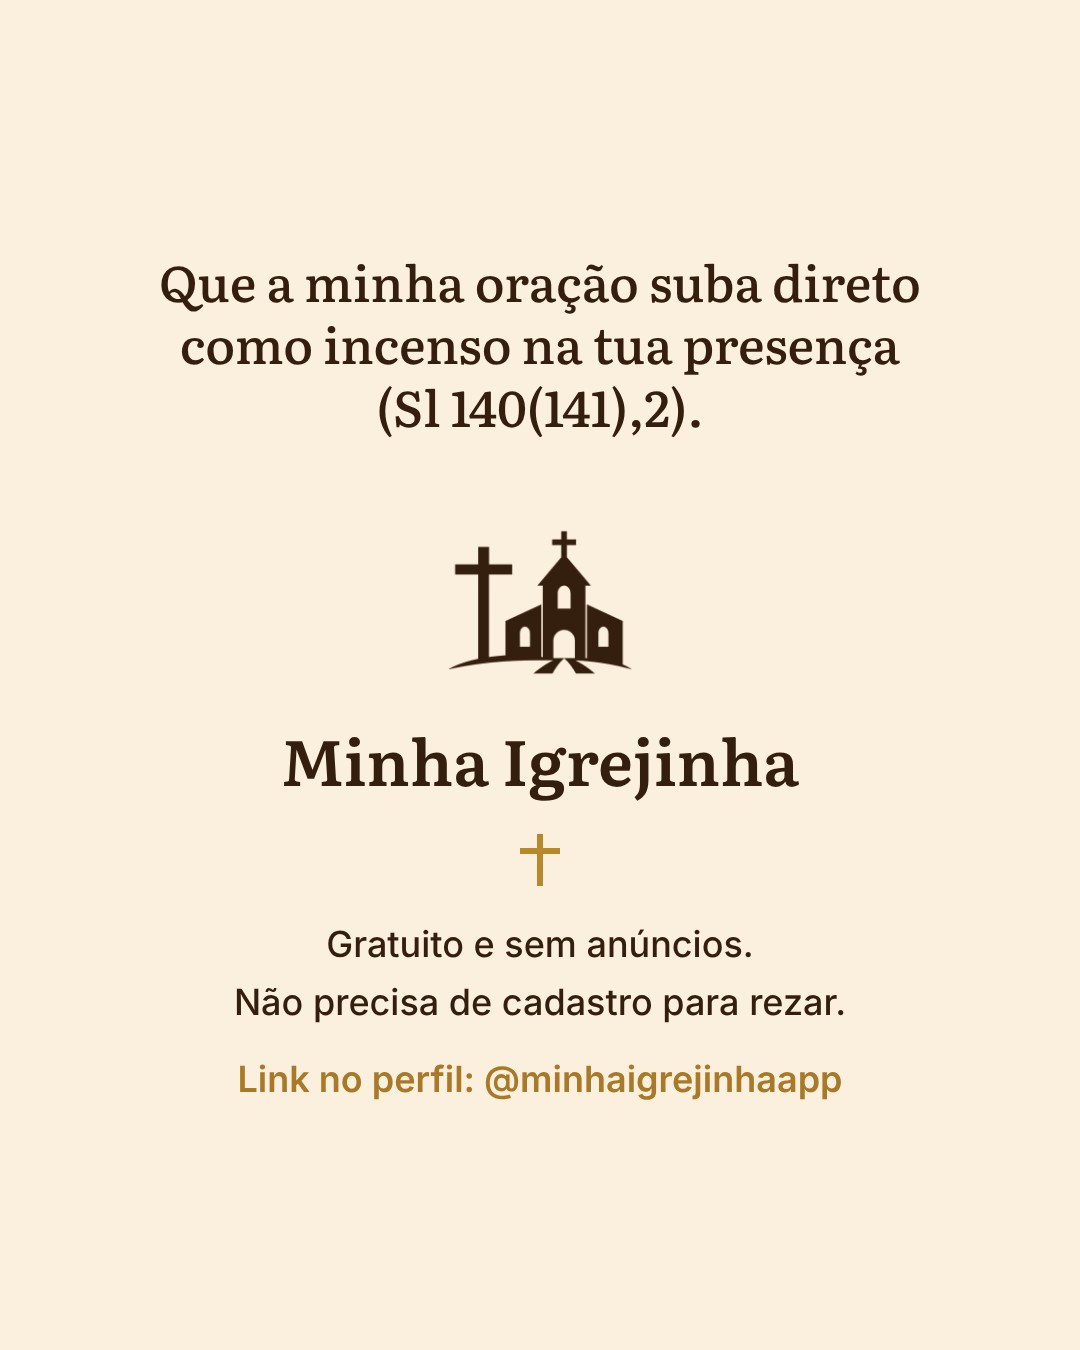 Que a minha oração suba direto
como incenso na tua presença
(Sl 140(141),2).
Minha Igrejinha
Gratuito e sem anúncios.
Não precisa de cadastro para rezar.
Link no perfil: @minhaigrejinhaapp